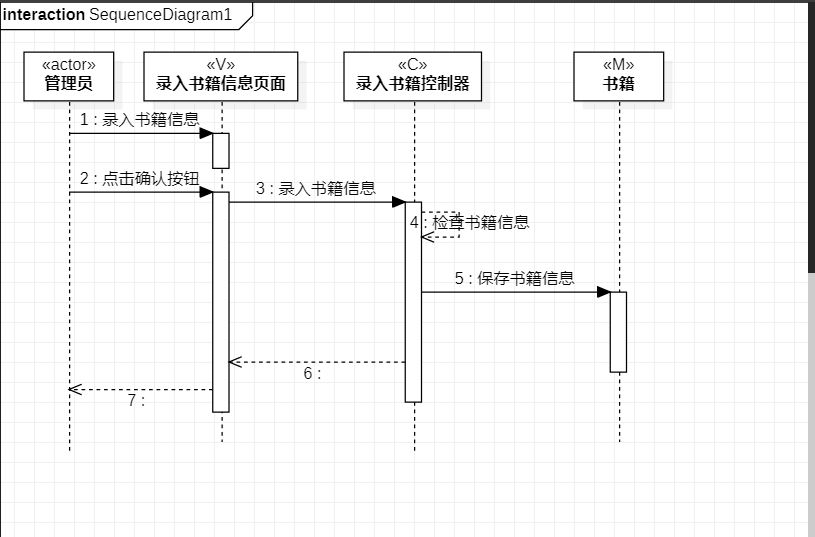 interaction SequenceDiagram1
«actor»
管理员
«V»
录入书籍信息页面
«C»
录入书籍控制器
«M»
书籍
1 : 录入书籍信息
2 : 点击确认按钮
3 : 录入书籍信息
4 : 检查书籍信息
5 : 保存书籍信息
6 :
7 :